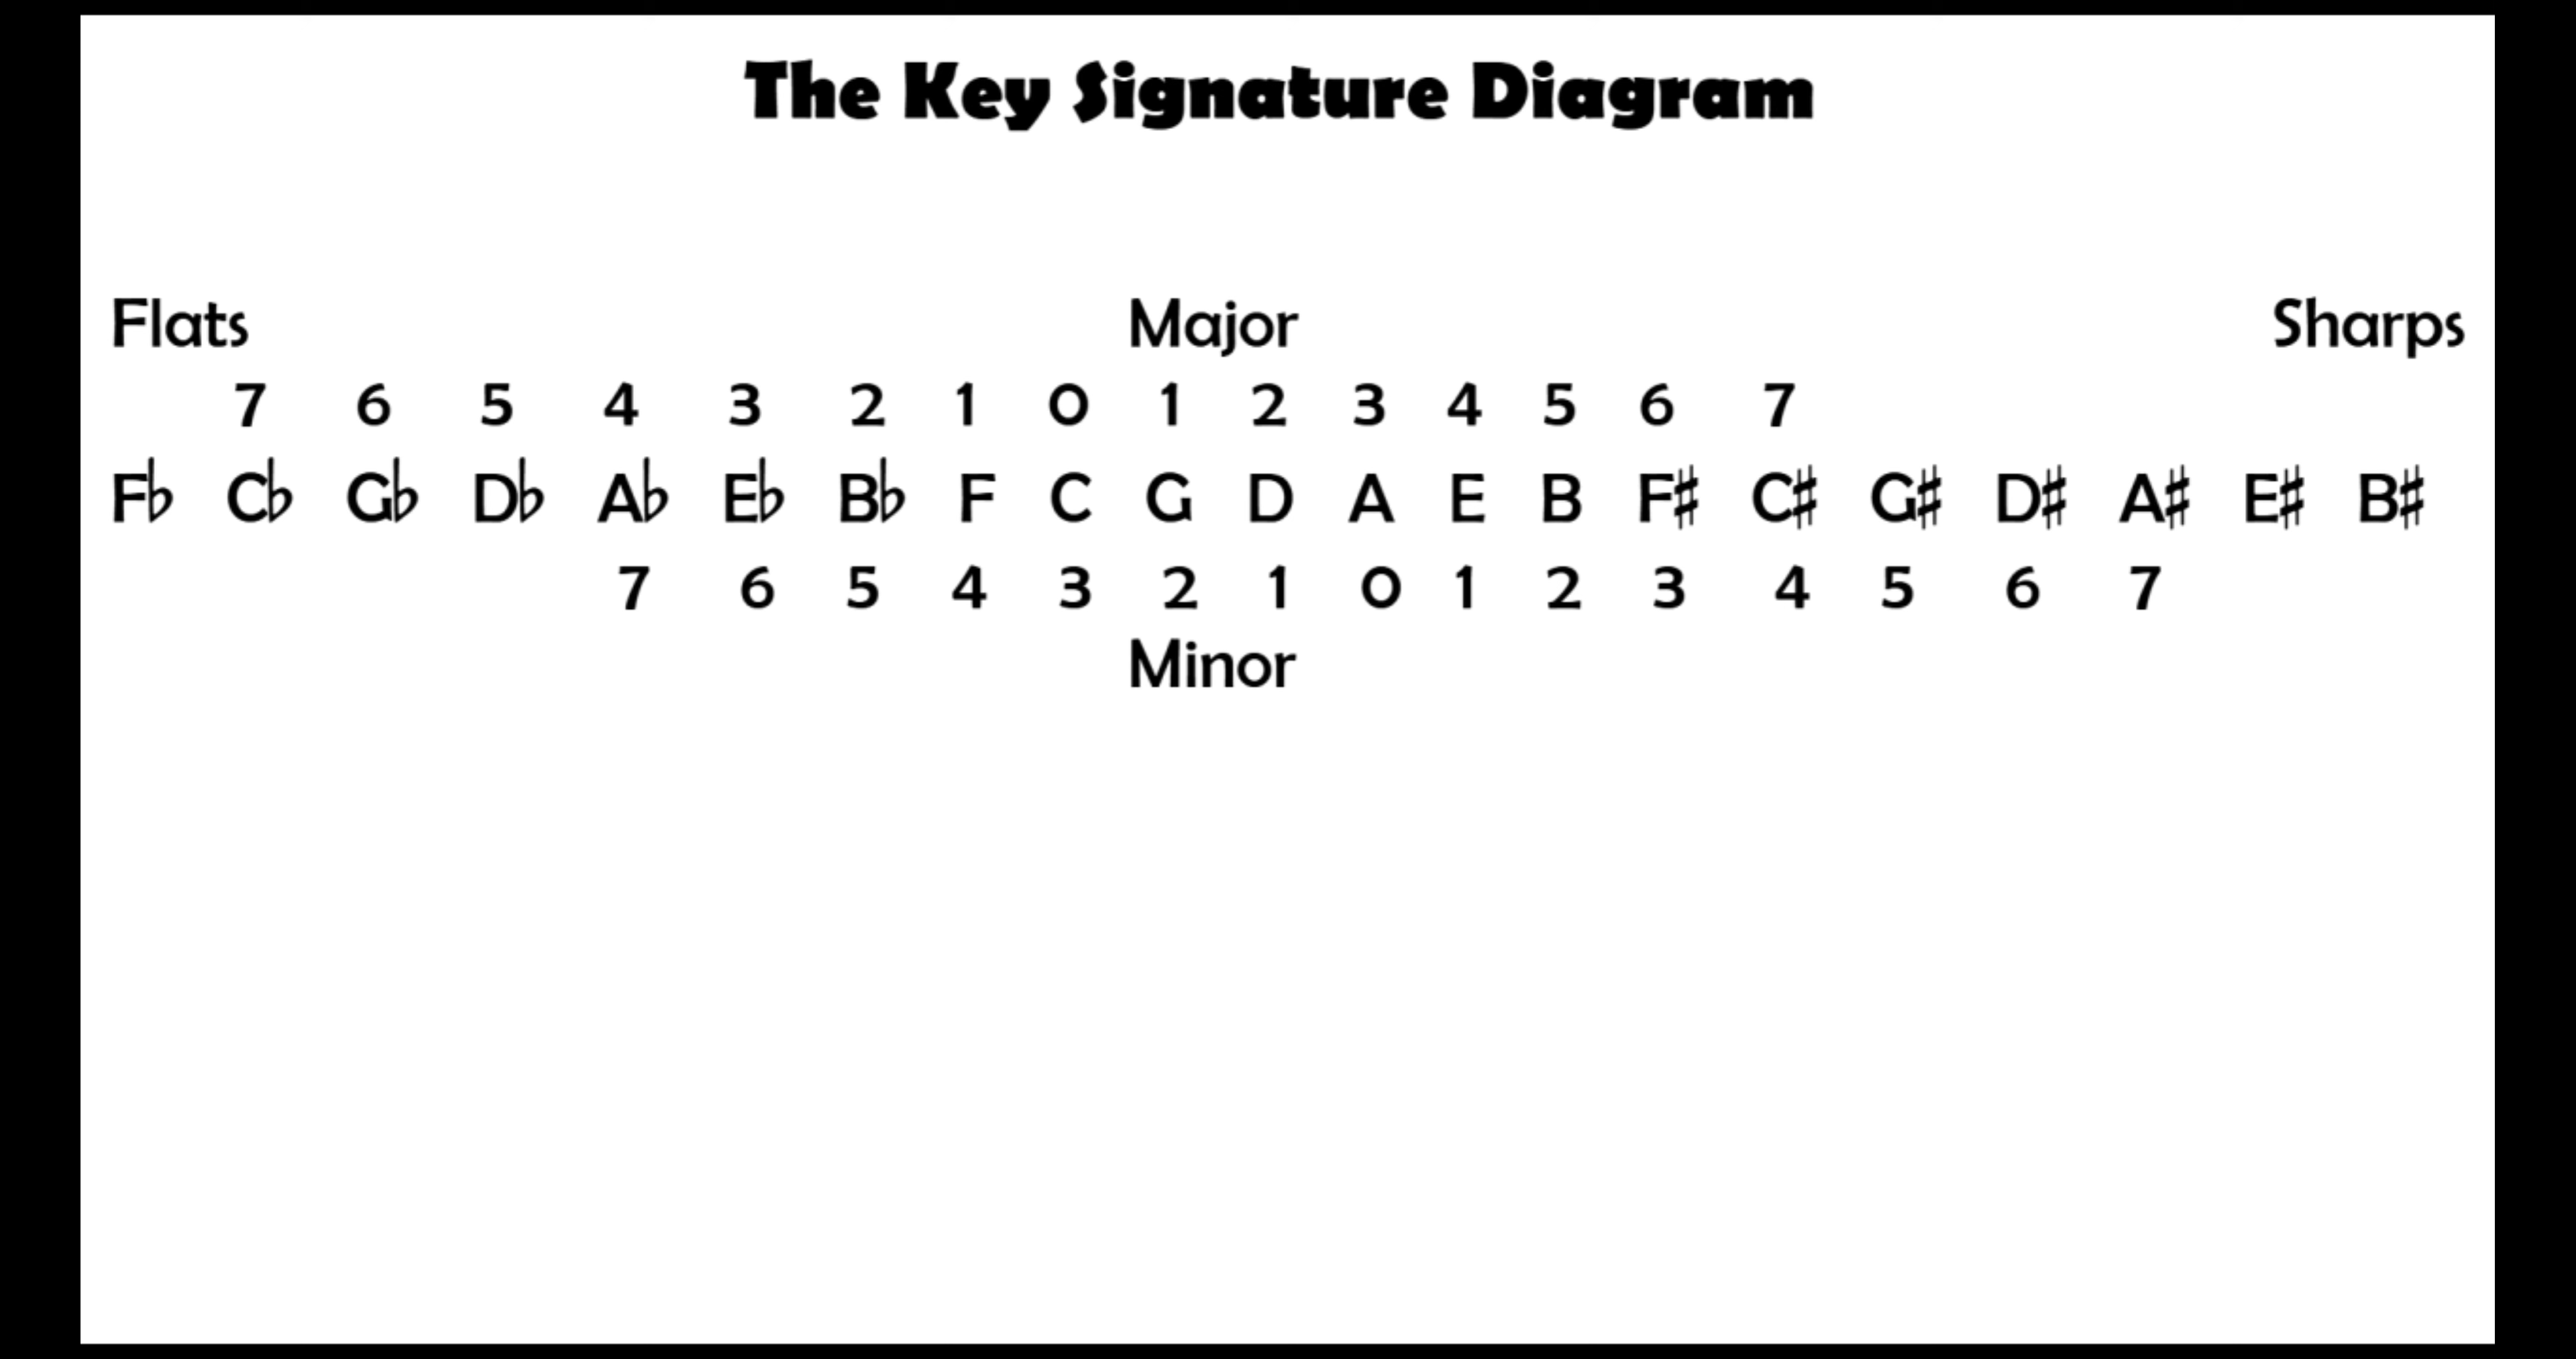 The Key Signature Diagram
Flats Major Sharps
7 6 5 4 3 2 1 0 1 2 3 4 5 6 7
F♭ C♭ G♭ D♭ A♭ E♭ B♭ F C G D A E B F♯ C♯ G♯ D♯ A♯ E♯ B♯
7 6 5 4 3 2 1 0 1 2 3 4 5 6 7
Minor